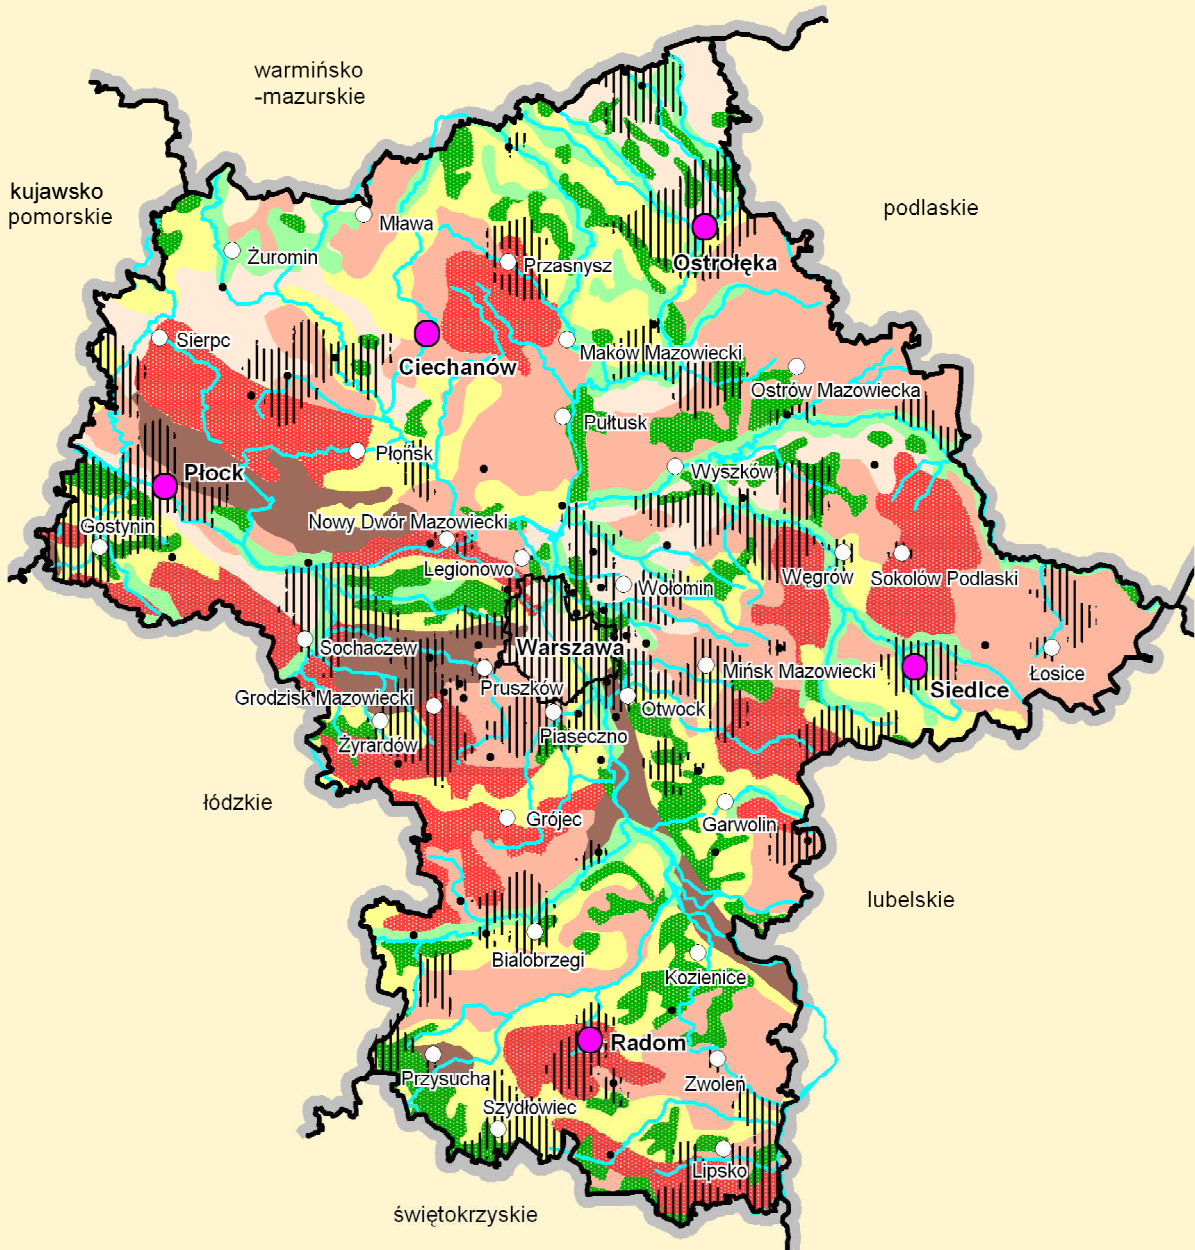 warmińsko
-mazurskie
kujawsko
pomorskie
podlaskie
Mława
Żuromin
Przasnysz
Ostrołęka
Sierpc
Ciechanów
Maków Mazowiecki
Ostrów Mazowiecka
Pułtusk
Płońsk
Płock
Wyszków
Gostynin
Nowy Dwór Mazowiecki
Legionowo
Węgrów
Sokolów Podlaski
Wołomin
Sochaczew
Warszawa
Mińsk Mazowiecki
Łosice
Siedlce
Pruszków
Grodzisk Mazowiecki
Otwock
Piaseczno
Żyrardów
łódzkie
Grójec
Garwolin
lubelskie
Bialobrzegi
Kozienice
Radom
Przysucha
Zwoleń
Szydłowiec
Lipsko
świętokrzyskie